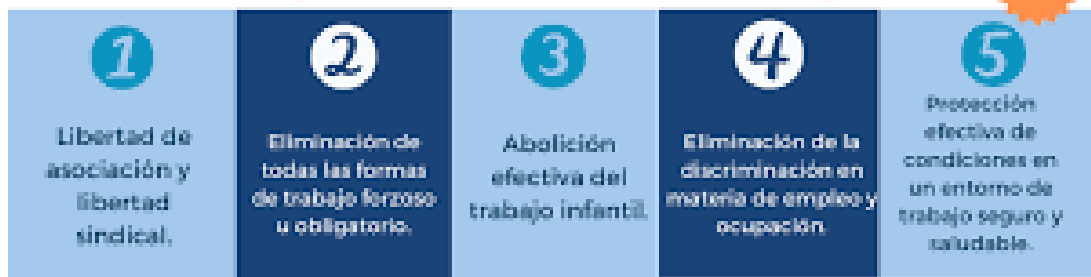 1
Libertad de
asociación y
libertad
sindical.
2
Eliminación de
todas las formas
de trabajo forzoso
u obligatorio.
3
Abolición
efectiva del
trabajo infantil.
4
Eliminación de la
discriminación en
materia de empleo y
ocupación.
5
Protección
efectiva de
condiciones en
un entorno de
trabajo seguro y
saludable.